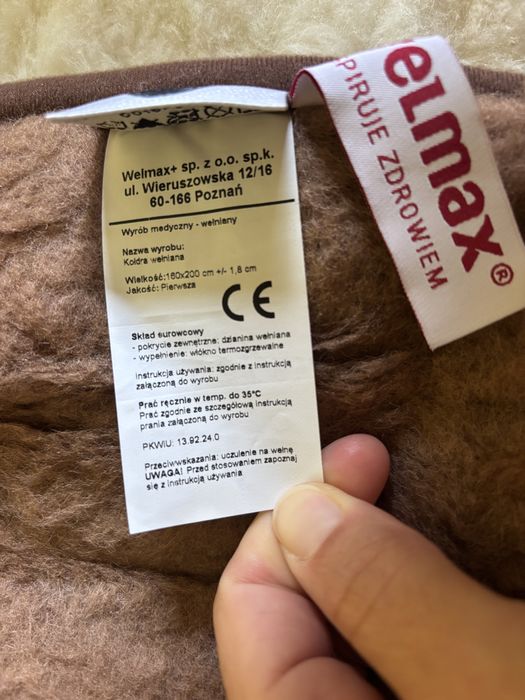 Welmax+ sp. z o.o. sp.k.
ul. Wieruszowska 12/16
60-166 Poznań
Wyrób medyczny - wełniany
Nazwa wyrobu:
Kołdra wełniana
Wielkość:160x200 cm +/- 1,8 cm
Jakość: Pierwsza
CE
Skład surowcowy
- pokrycie zewnętrzne: dzianina wełniana
- wypełnienie: włókno termozgrzewalne
Instrukcja używania: zgodnie z instrukcją
załączoną do wyrobu
Prać ręcznie w temp. do 35°C
Prać zgodnie ze szczegółową instrukcją
prania załączoną do wyrobu
PKWiU: 13.92.24.0
Przeciwwskazania: uczulenie na wełnę
UWAGA! Przed stosowaniem zapoznaj
się z instrukcją używania
elmax®
PIRUJE ZDROWIEM